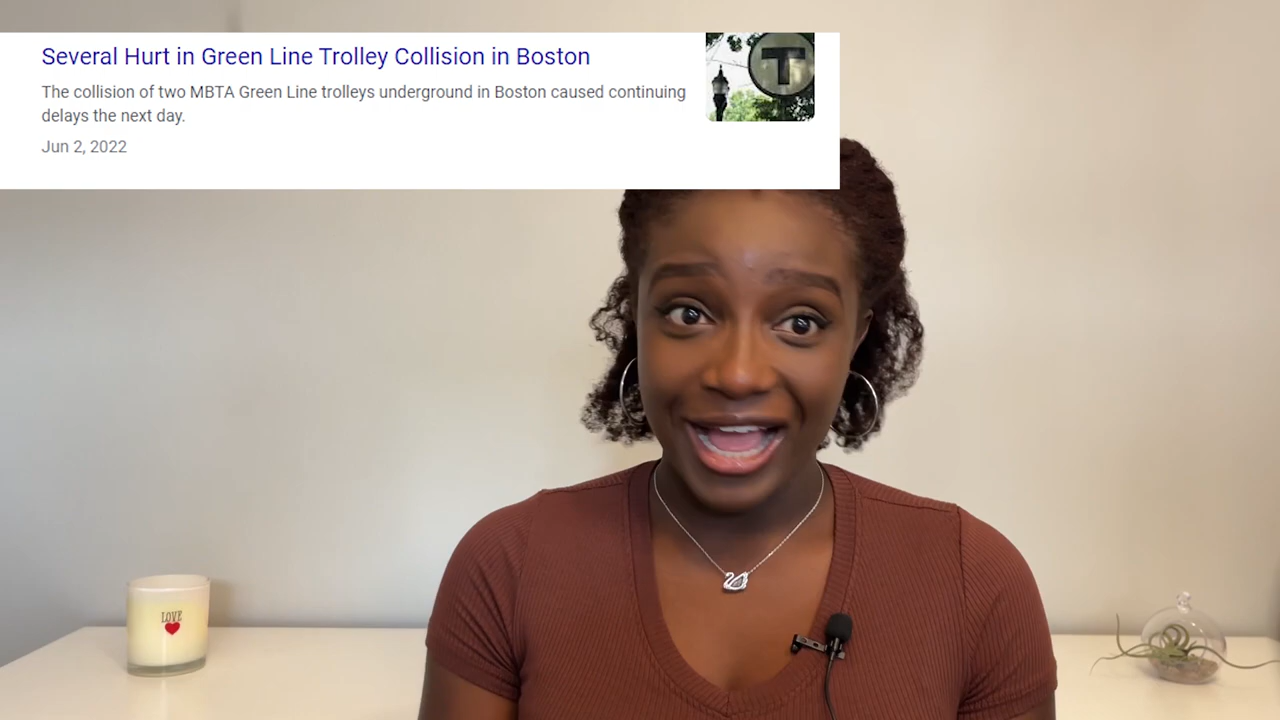 Several Hurt in Green Line Trolley Collision in Boston
The collision of two MBTA Green Line trolleys underground in Boston caused continuing
delays the next day.
Jun 2, 2022
T
LOVE